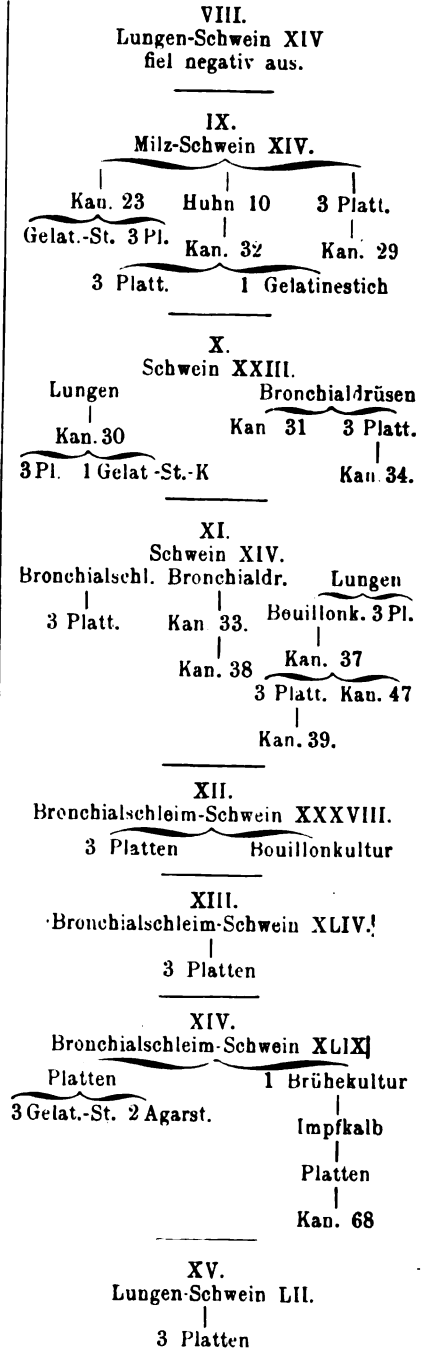 VIII.
Lungen-Schwein XIV
fiel negativ aus.
IX.
Milz-Schwein XIV.
Kan. 23 Huhn 10 3 Platt.
Gelat.-St. 3 Pl. Kan. 32 Kan. 29
3 Platt. 1 Gelatinestich
X.
Schwein XXIII.
Lungen Bronchialdrüsen
Kan. 30 Kan 31 3 Platt.
3 Pl. 1 Gelat-St.-K Kan. 34.
XI.
Schwein XIV.
Bronchialschl. Bronchialdr. Lungen
3 Platt. Kan 33. Bouillonk. 3 Pl.
Kan. 38 Kan. 37
3 Platt. Kan. 47
Kan. 39.
XII.
Bronchialschleim-Schwein XXXVIII.
3 Platten Bouillonkultur
XIII.
Bronchialschleim-Schwein XLIV.
3 Platten
XIV.
Bronchialschleim-Schwein XLIX
Platten 1 Brühekultur
3 Gelat.-St. 2 Agarst. Impfkalb
Platten
Kan. 68
XV.
Lungen-Schwein LII.
3 Platten